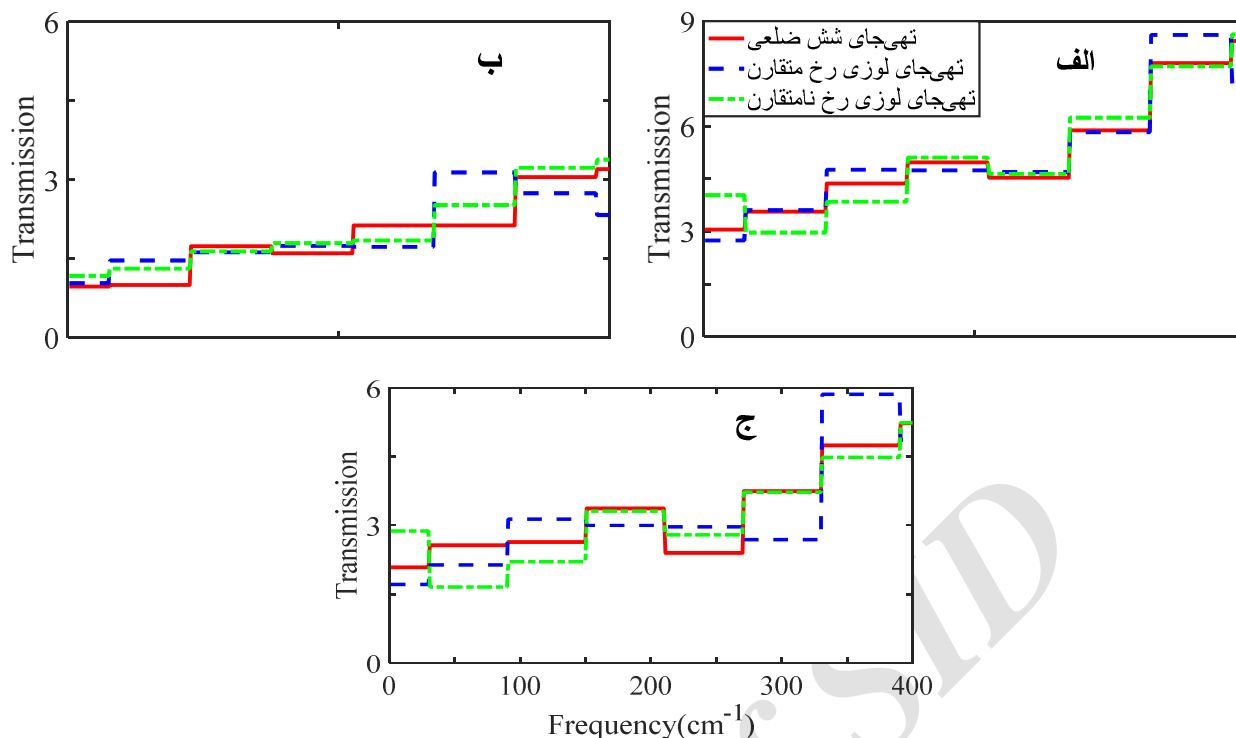 6
3
0
Transmission
ب
9
6
3
0
Transmission
تهی‌جای شش ضلعی
تهی‌جای لوزی رخ متقارن
تهی‌جای لوزی رخ نامتقارن
الف
6
3
0
Transmission
ج
0 100 200 300 400
Frequency(cm⁻¹)
SID